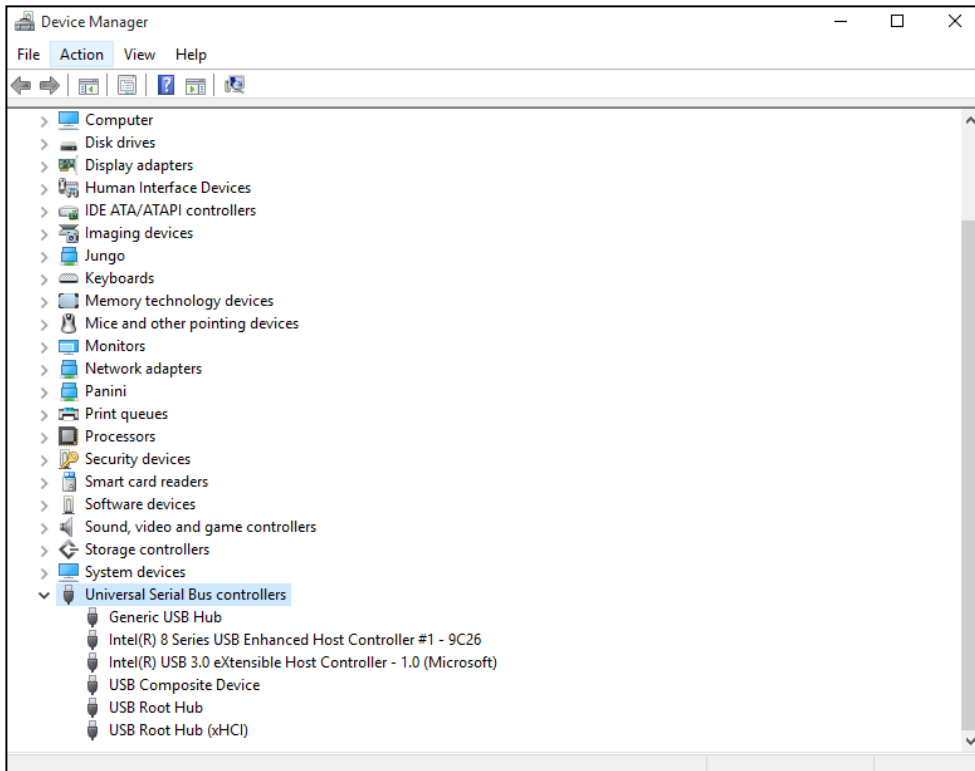 Device Manager
File Action View Help
Computer
Disk drives
Display adapters
Human Interface Devices
IDE ATA/ATAPI controllers
Imaging devices
Jungo
Keyboards
Memory technology devices
Mice and other pointing devices
Monitors
Network adapters
Panini
Print queues
Processors
Security devices
Smart card readers
Software devices
Sound, video and game controllers
Storage controllers
System devices
Universal Serial Bus controllers
Generic USB Hub
Intel(R) 8 Series USB Enhanced Host Controller #1 - 9C26
Intel(R) USB 3.0 eXtensible Host Controller - 1.0 (Microsoft)
USB Composite Device
USB Root Hub
USB Root Hub (xHCI)